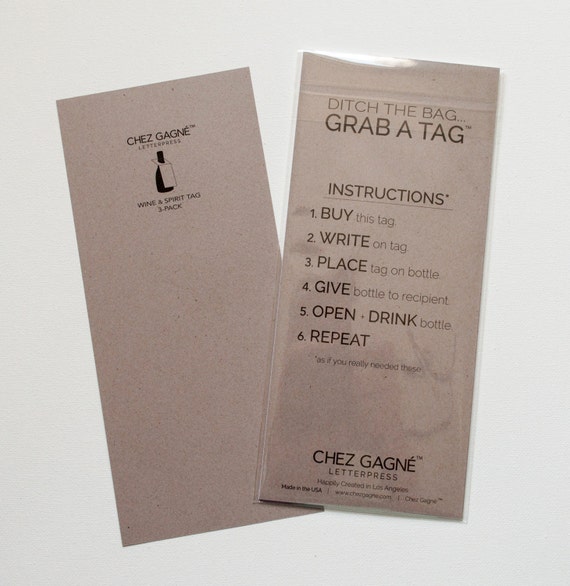 CHEZ GAGNÉ™
LETTERPRESS
WINE & SPIRIT TAG
3-PACK
DITCH THE BAG...
GRAB A TAG™
INSTRUCTIONS*
1. BUY this tag.
2. WRITE on tag.
3. PLACE tag on bottle.
4. GIVE bottle to recipient.
5. OPEN + DRINK bottle.
6. REPEAT
*as if you really needed these
CHEZ GAGNÉ™
LETTERPRESS
Happily Created in Los Angeles
Made in the USA | www.chezgagne.com | Chez Gagné™